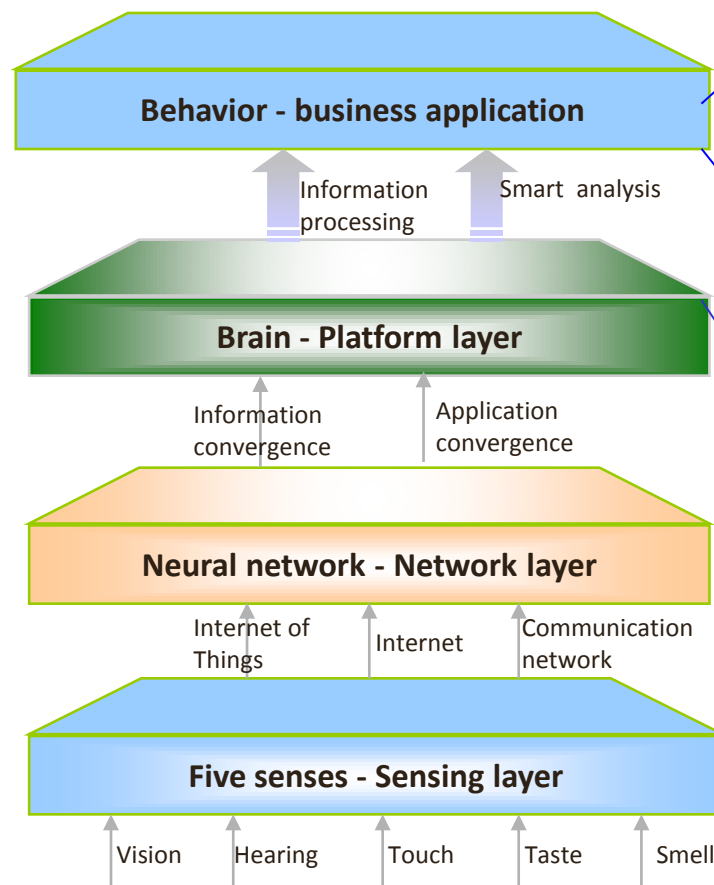 Behavior - business application
Information
processing
Smart analysis
Brain - Platform layer
Information
convergence
Application
convergence
Neural network - Network layer
Internet of
Things
Internet
Communication
network
Five senses - Sensing layer
Vision
Hearing
Touch
Taste
Smell